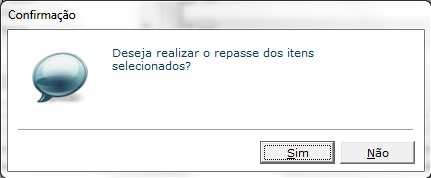 Confirmação
Deseja realizar o repasse dos itens
selecionados?
Sim
Não